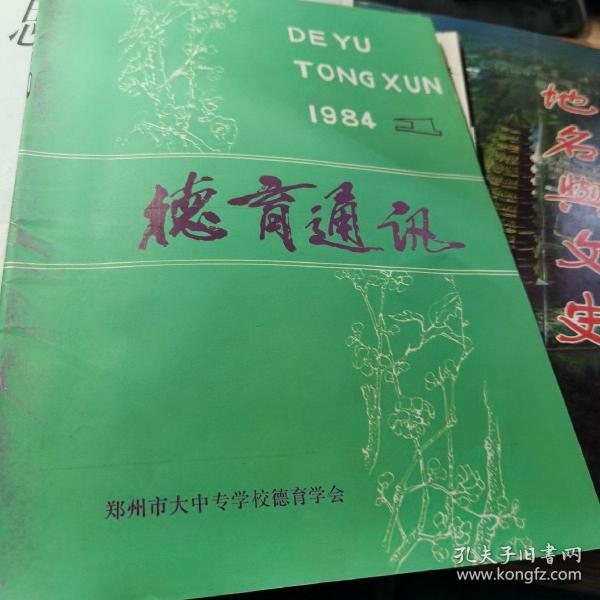 DE YU
TONG XUN
1984 1
德育通讯
郑州市大中专学校德育学会
地名與文史
孔夫子旧书网
www.kongfz.com